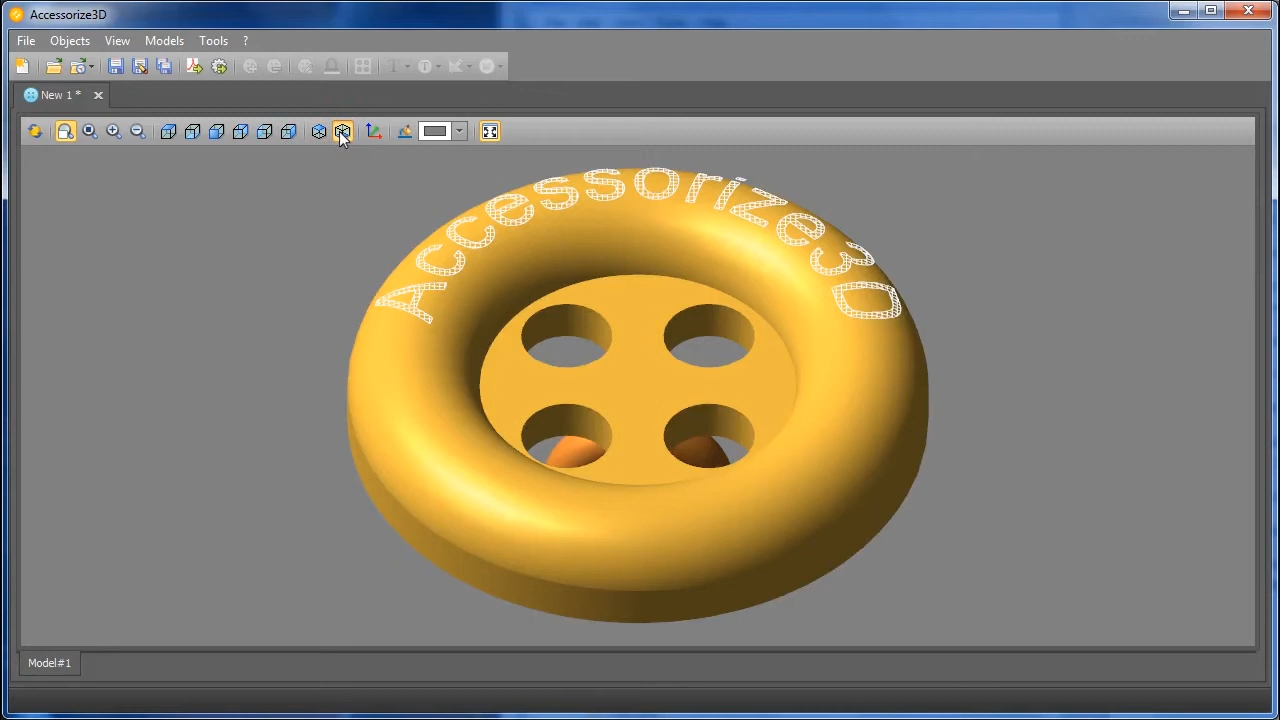 Accessorize3D
File Objects View Models Tools ?
New 1 *
Accessorize3D
Model#1